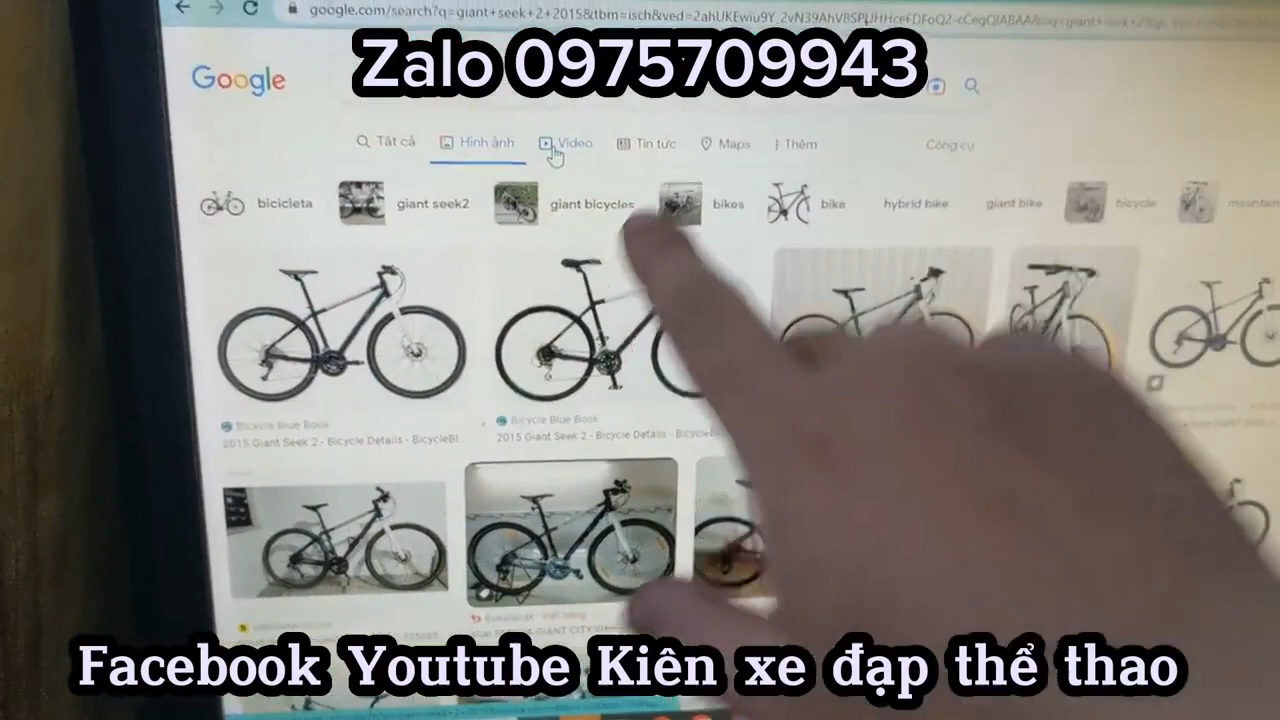 google.com/search?q=giant+seek+2+2015&tbm=isch&ved=
Zalo 0975709943
Google
Tất cả Hình ảnh Video Tin tức Maps Thêm Công cụ
bicicleta giant seek2 giant bicycles bikes bike hybrid bike giant bike bicycle mountain
Bicycle Blue Book Bicycle Blue Book
2015 Giant Seek 2 - Bicycle Details - BicycleBl... 2015 Giant Seek 2 - Bicycle Details - BicycleBl
Facebook Youtube Kiên xe đạp thể thao